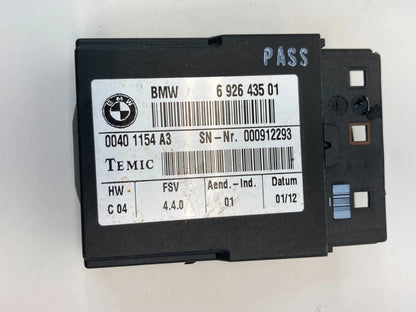 PASS
BMW
BMW 6 926 435 01
0040 1154 A3 SN-Nr. 000912293
TEMIC
HW FSV Aend.-Ind. Datum
C 04 4.4.0 01 01/12